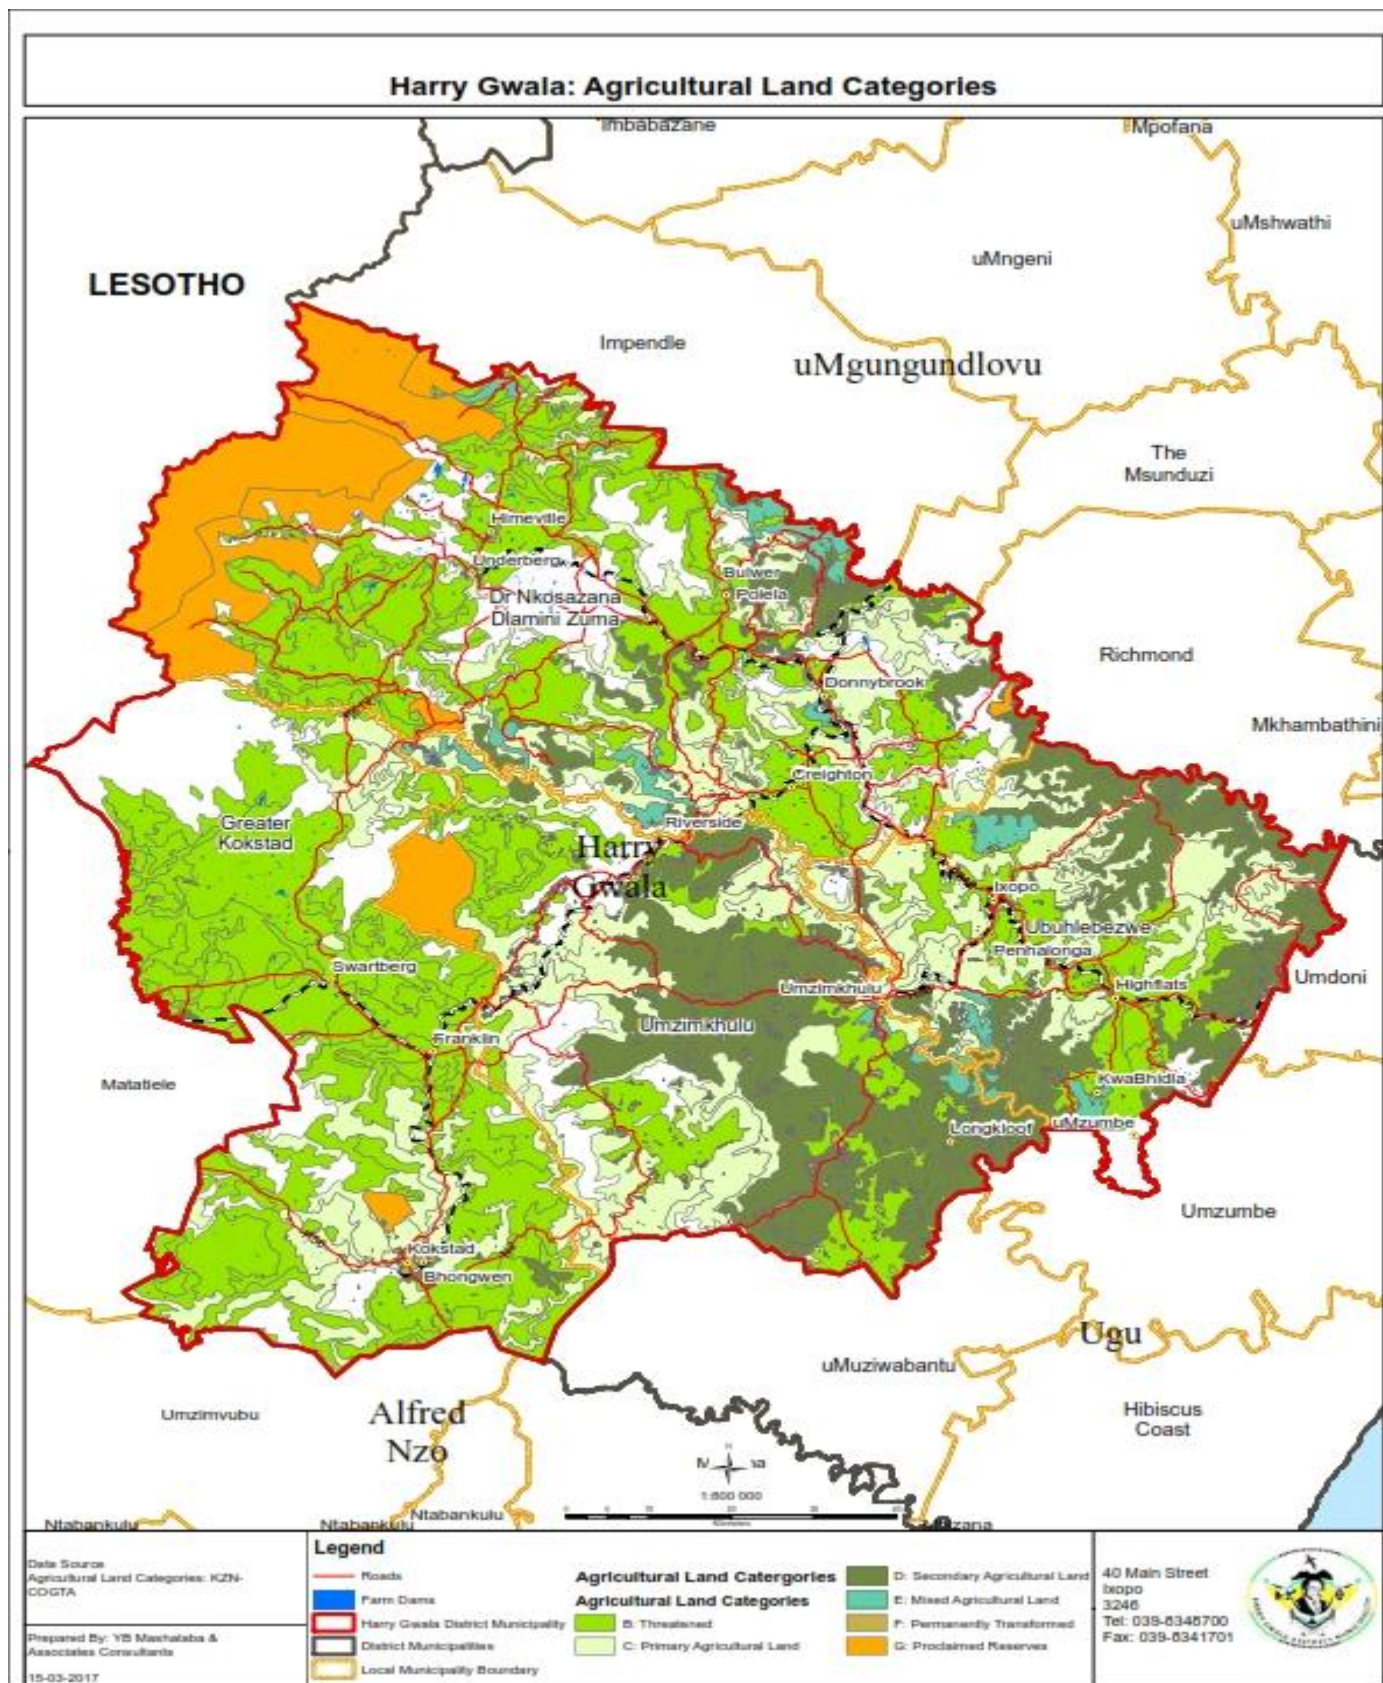 Harry Gwala: Agricultural Land Categories
Imbabazane
Mpofana
uMshwathi
uMngeni
LESOTHO
Impendle
uMgungundlovu
The
Msunduzi
Himeville
Underberg
Bulwer
Polela
Dr Nkosazana
Dlamini Zuma
Richmond
Donnybrook
Mkhambathini
Creighton
Greater
Kokstad
Riverside
Harry
Gwala
Ixopo
Ubuhlebezwe
Penhalonga
Swartberg
Umzimkhulu
Highflats
Umdoni
Umzimkhulu
Franklin
Matatiele
KwaBhidla
Longkloof
uMzumbe
Umzumbe
Kokstad
Bhongwen
Ugu
uMuziwabantu
Umzimvubu
Alfred
Nzo
Hibiscus
Coast
N
1:600 000
Kilometers
Ntabankulu
Ntabankulu
Ntabankulu
Data Source
Agricultural Land Categories: KZN-
COGTA
Prepared By: YB Mashalaba &
Associates Consultants
15-03-2017
Legend
Roads
Farm Dams
Harry Gwala District Municipality
District Municipalities
Local Municipality Boundary
Agricultural Land Catergories
Agricultural Land Categories
B: Threatened
C: Primary Agricultural Land
D: Secondary Agricultural Land
E: Mixed Agricultural Land
F: Permanently Transformed
G: Proclaimed Reserves
40 Main Street
Ixopo
3246
Tel: 039-8348700
Fax: 039-8341701